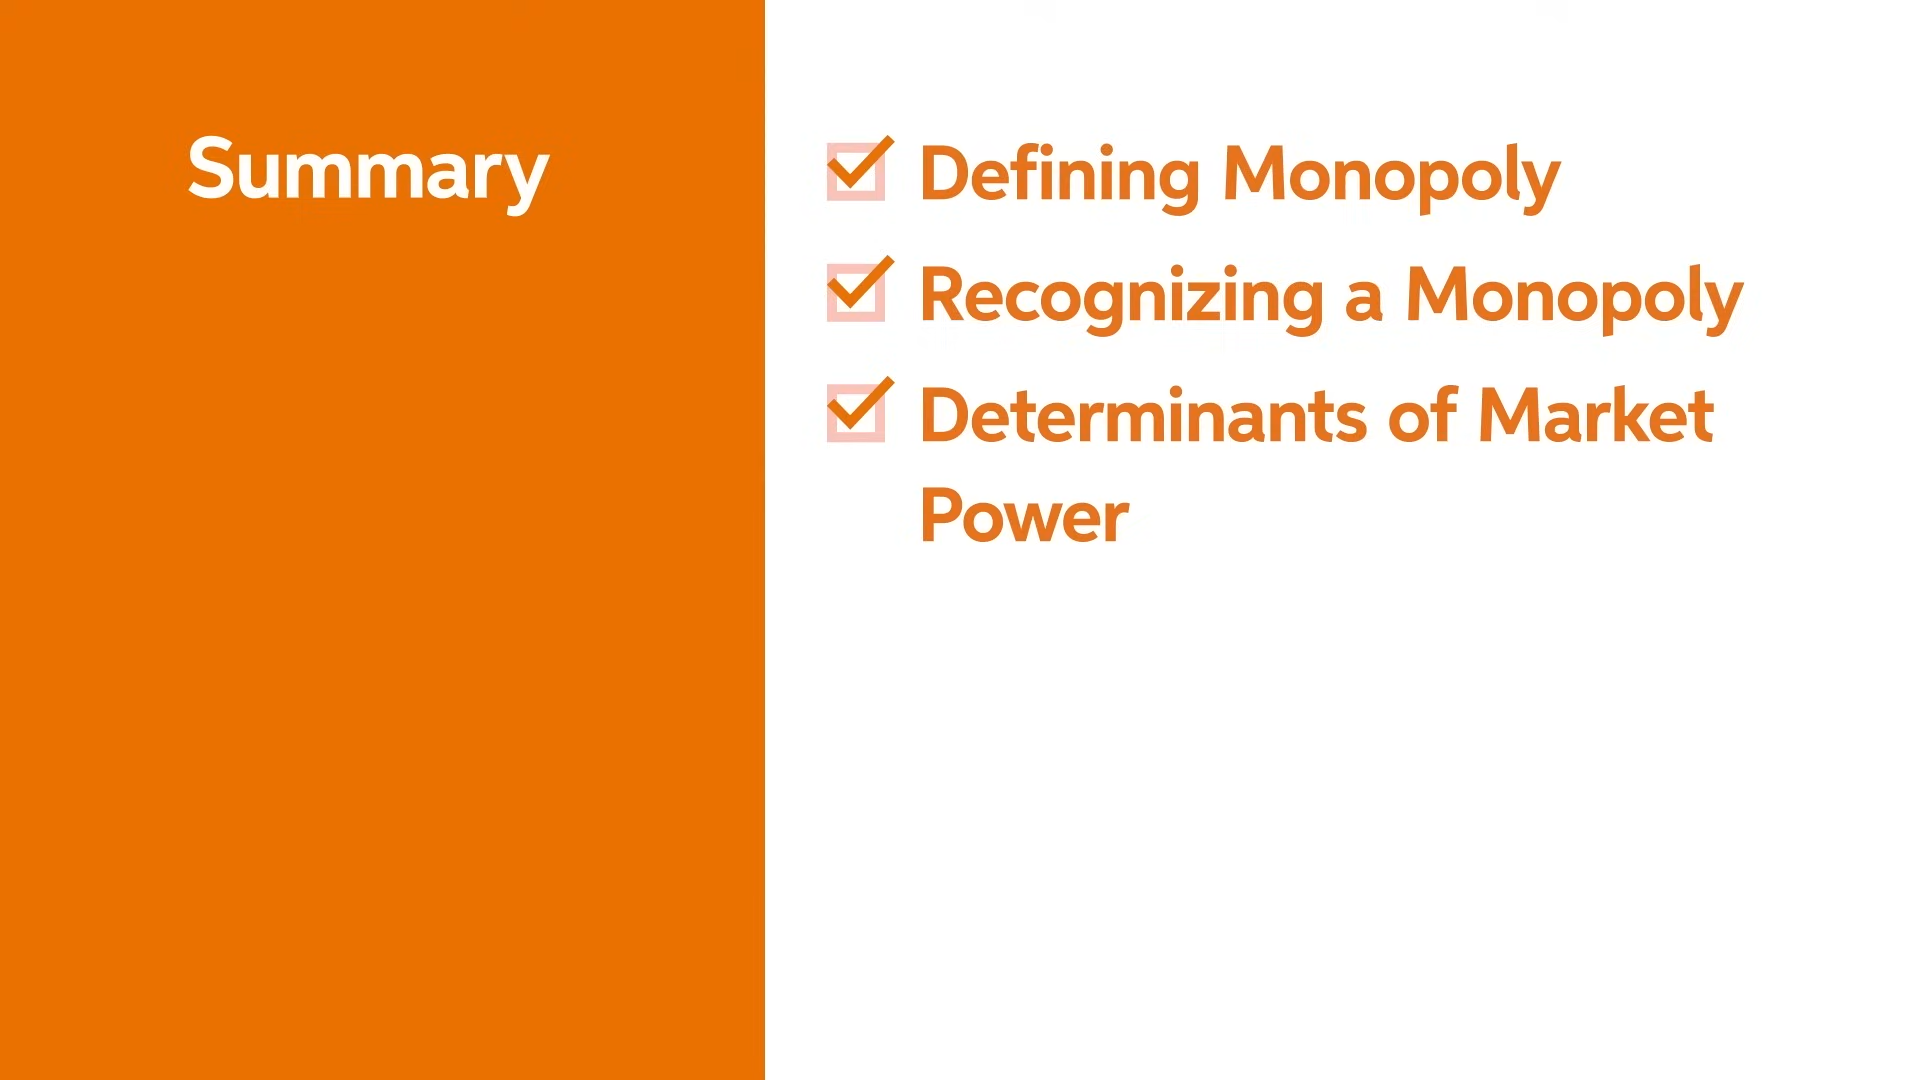 Summary
Defining Monopoly
Recognizing a Monopoly
Determinants of Market
Power